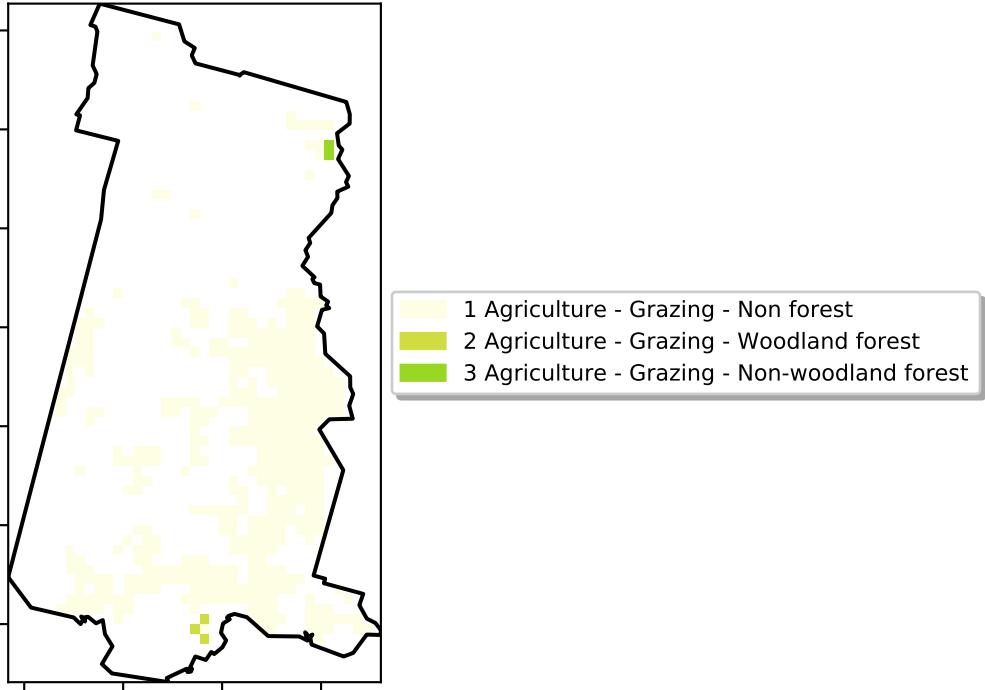 1 Agriculture - Grazing - Non forest
2 Agriculture - Grazing - Woodland forest
3 Agriculture - Grazing - Non-woodland forest